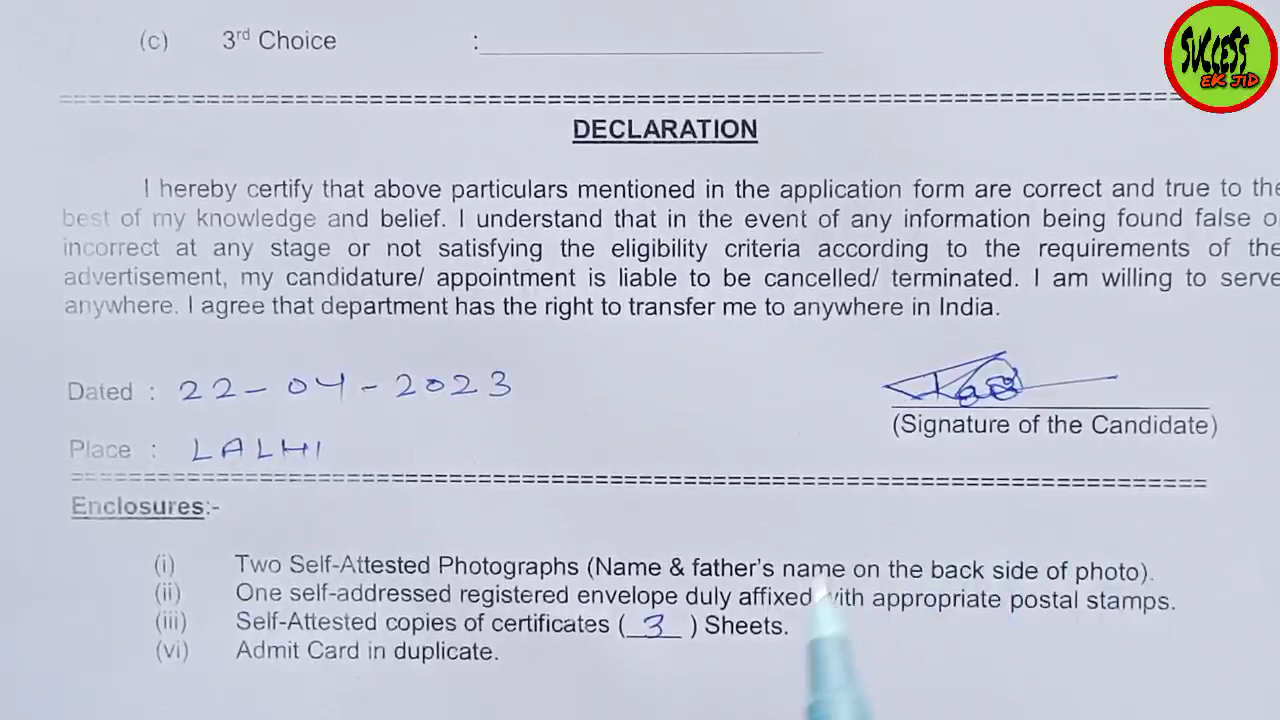 SUCCESS
EK JID
(c) 3rd Choice :
DECLARATION
I hereby certify that above particulars mentioned in the application form are correct and true to the
best of my knowledge and belief. I understand that in the event of any information being found false o
incorrect at any stage or not satisfying the eligibility criteria according to the requirements of the
advertisement, my candidature/ appointment is liable to be cancelled/ terminated. I am willing to serve
anywhere. I agree that department has the right to transfer me to anywhere in India.
Dated : 22-04-2023
(Signature of the Candidate)
Place : LALHI
Enclosures:-
(i) Two Self-Attested Photographs (Name & father's name on the back side of photo).
(ii) One self-addressed registered envelope duly affixed with appropriate postal stamps.
(iii) Self-Attested copies of certificates ( 3 ) Sheets.
(vi) Admit Card in duplicate.